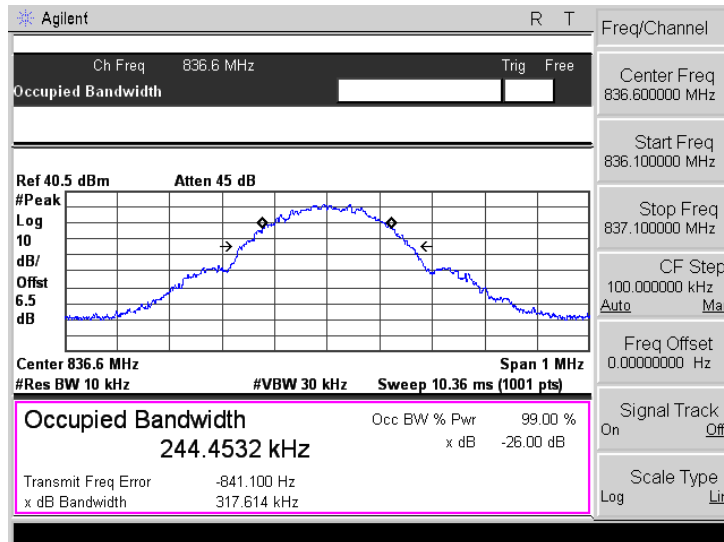 Agilent
R T
Freq/Channel
Ch Freq 836.6 MHz
Trig Free
Occupied Bandwidth
Center Freq
836.600000 MHz
Start Freq
836.100000 MHz
Stop Freq
837.100000 MHz
CF Step
100.000000 kHz
Auto Ma
Freq Offset
0.00000000 Hz
Signal Track
On Off
Scale Type
Log Lin
Ref 40.5 dBm Atten 45 dB
#Peak
Log
10
dB/
Offst
6.5
dB
Center 836.6 MHz Span 1 MHz
#Res BW 10 kHz #VBW 30 kHz Sweep 10.36 ms (1001 pts)
Occupied Bandwidth
244.4532 kHz
Occ BW % Pwr 99.00 %
x dB -26.00 dB
Transmit Freq Error -841.100 Hz
x dB Bandwidth 317.614 kHz